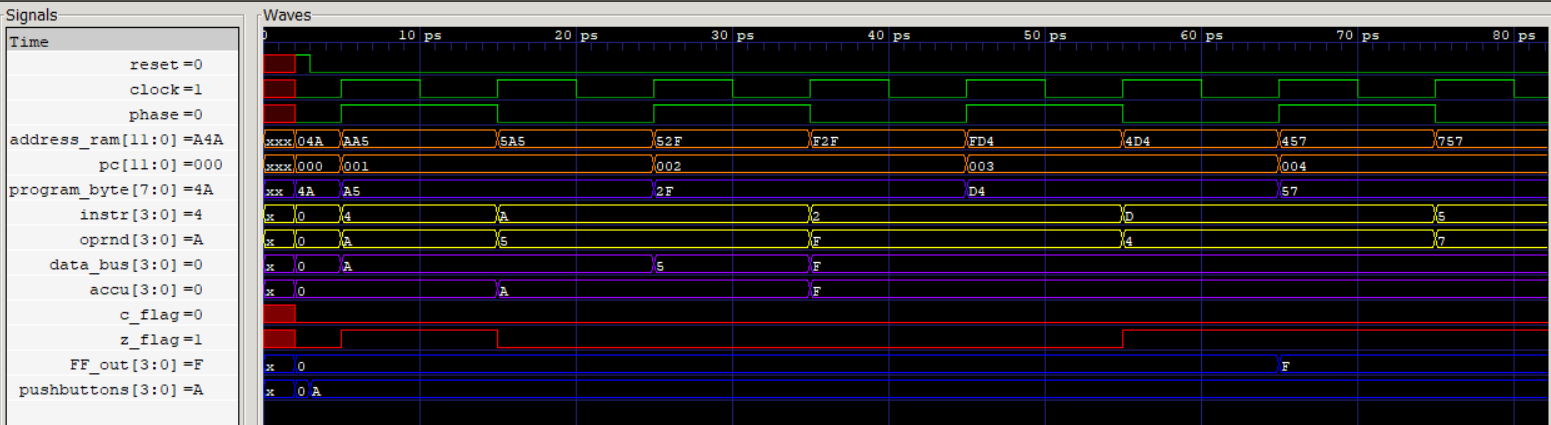 Signals Waves
Time 0 10 ps 20 ps 30 ps 40 ps 50 ps 60 ps 70 ps 80 ps
reset=0
clock=1
phase=0
address_ram[11:0]=A4A xxx 04A AA5 5A5 52F F2F FD4 4D4 457 757
pc[11:0]=000 xxx 000 001 002 003 004
program_byte[7:0]=4A xx 4A A5 2F D4 57
instr[3:0]=4 x 0 4 A 2 D 5
oprnd[3:0]=A x 0 A 5 F 4 7
data_bus[3:0]=0 x 0 A 5 F
accu[3:0]=0 x 0 A F
c_flag=0
z_flag=1
FF_out[3:0]=F x 0 F
pushbuttons[3:0]=A x 0 A